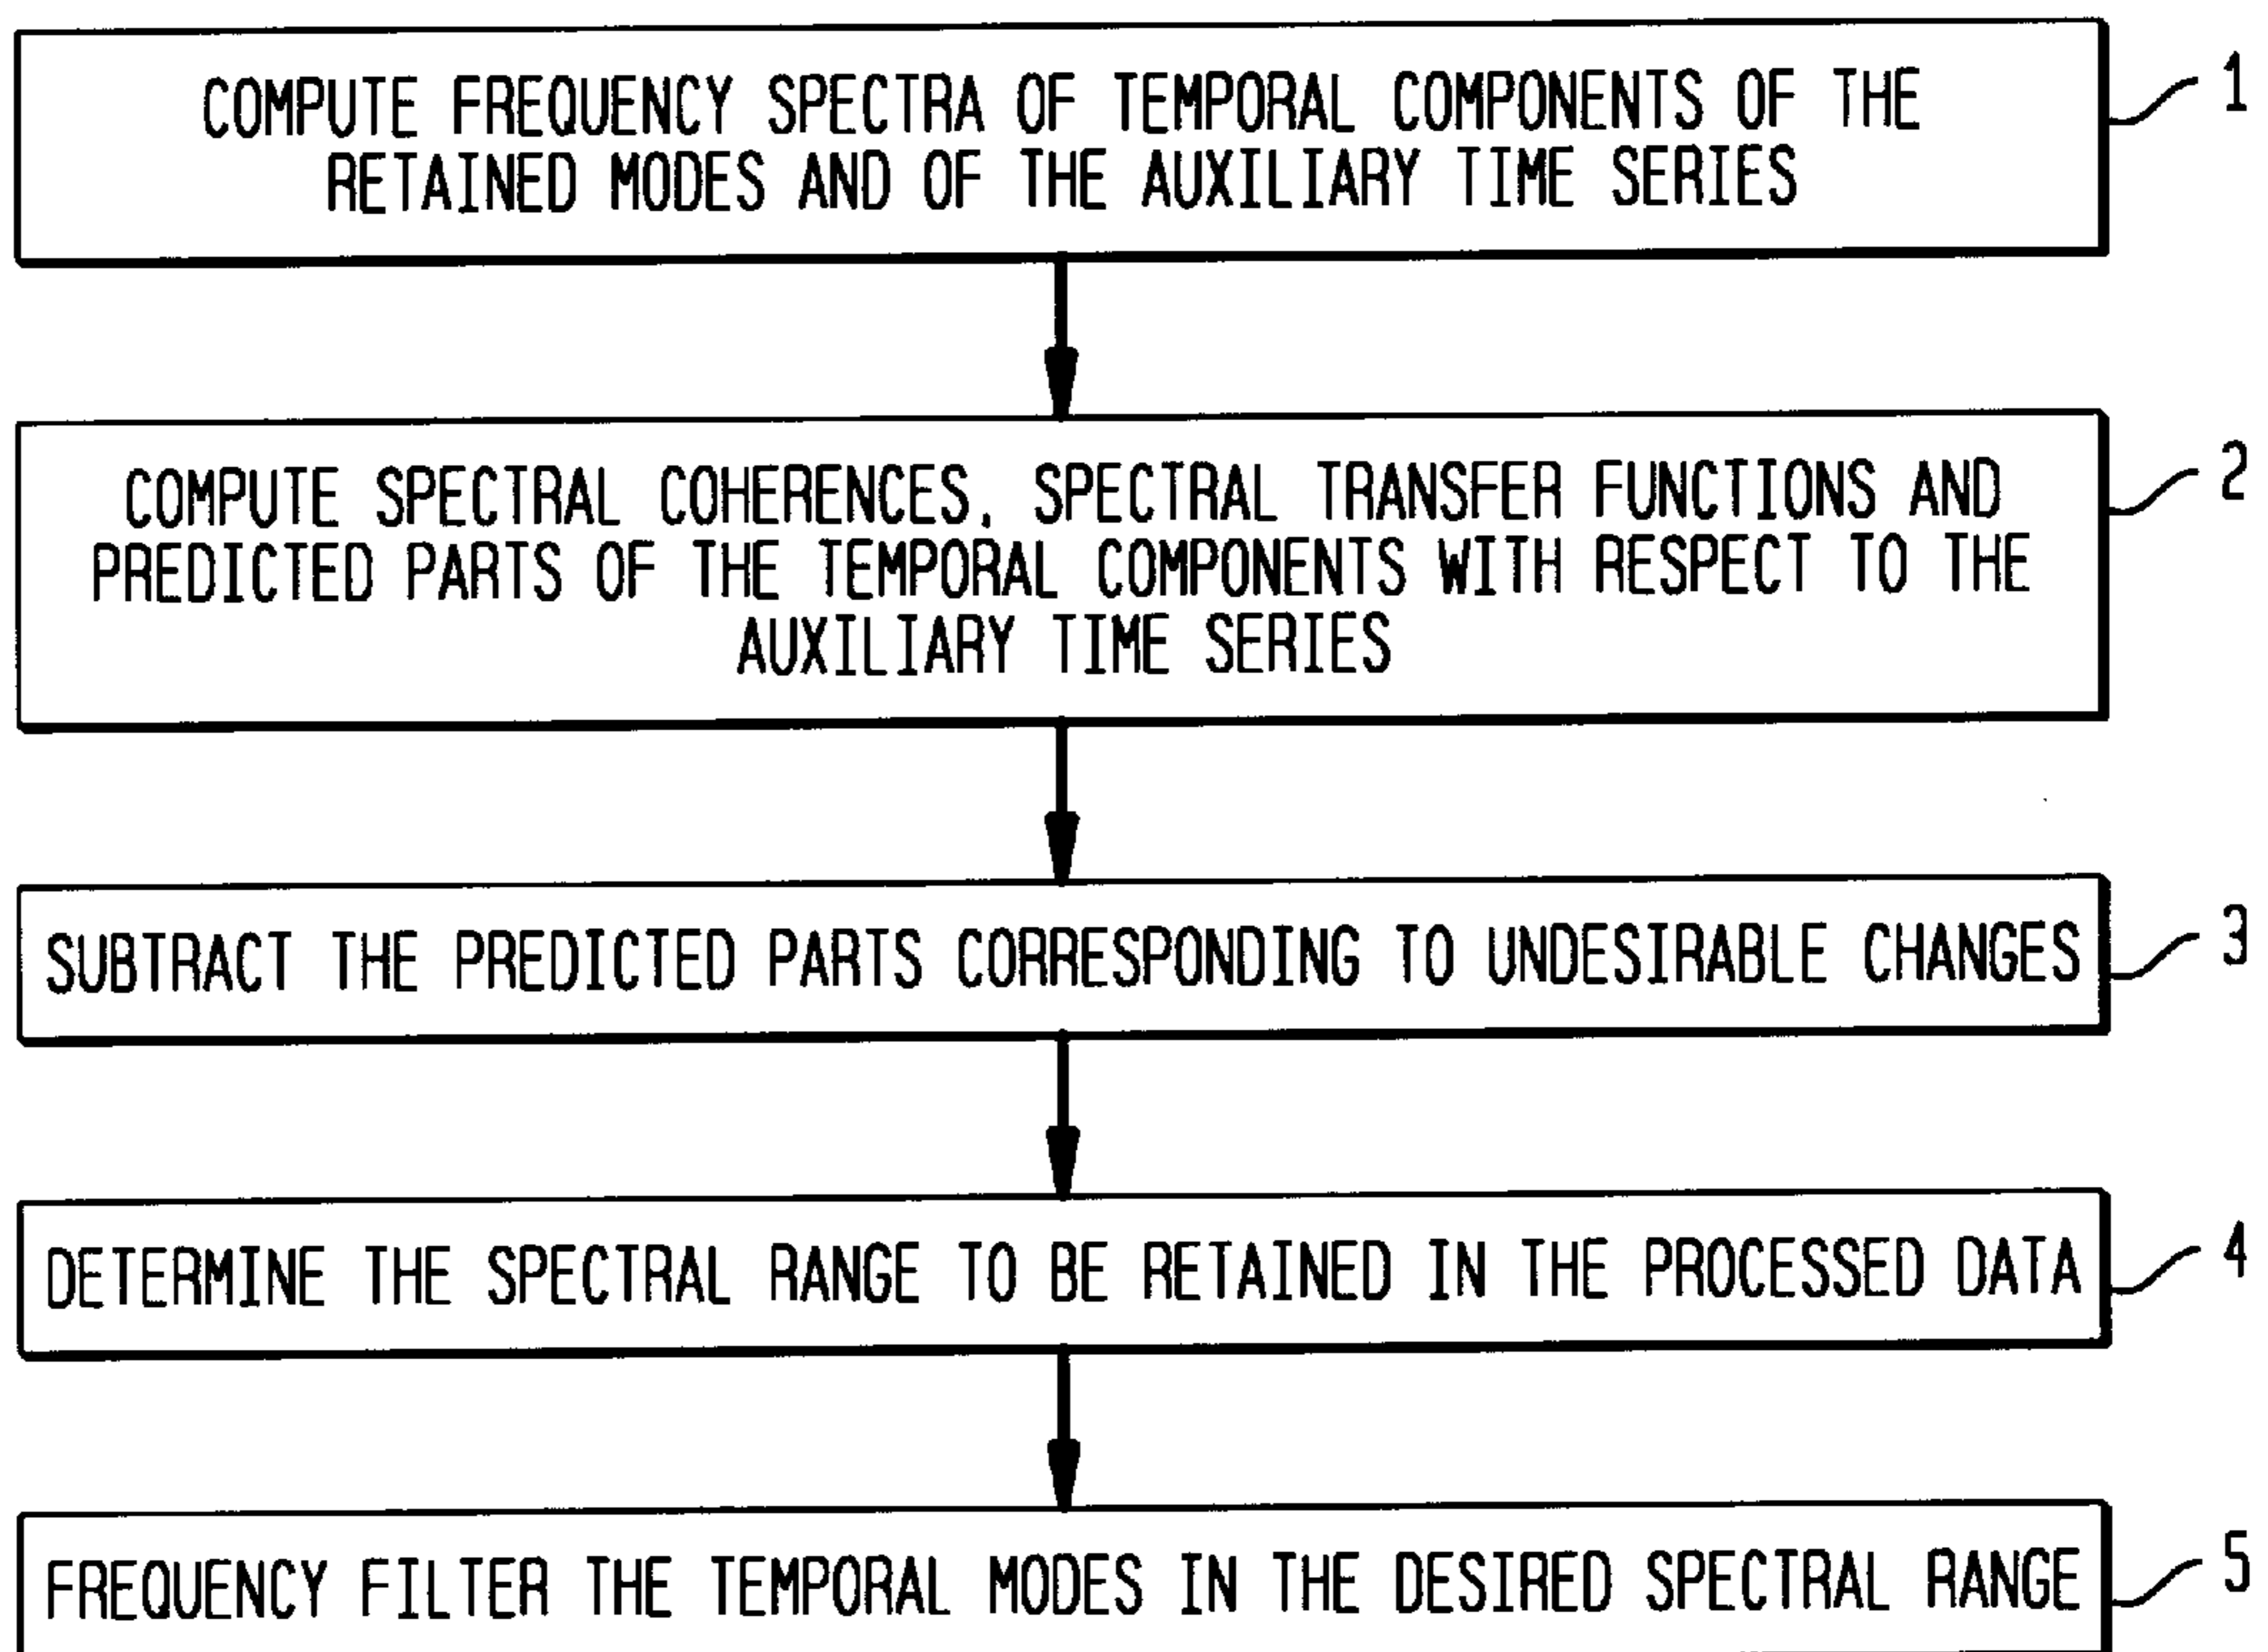 COMPUTE FREQUENCY SPECTRA OF TEMPORAL COMPONENTS OF THE
RETAINED MODES AND OF THE AUXILIARY TIME SERIES
1
COMPUTE SPECTRAL COHERENCES, SPECTRAL TRANSFER FUNCTIONS AND
PREDICTED PARTS OF THE TEMPORAL COMPONENTS WITH RESPECT TO THE
AUXILIARY TIME SERIES
2
SUBTRACT THE PREDICTED PARTS CORRESPONDING TO UNDESIRABLE CHANGES
3
DETERMINE THE SPECTRAL RANGE TO BE RETAINED IN THE PROCESSED DATA
4
FREQUENCY FILTER THE TEMPORAL MODES IN THE DESIRED SPECTRAL RANGE
5